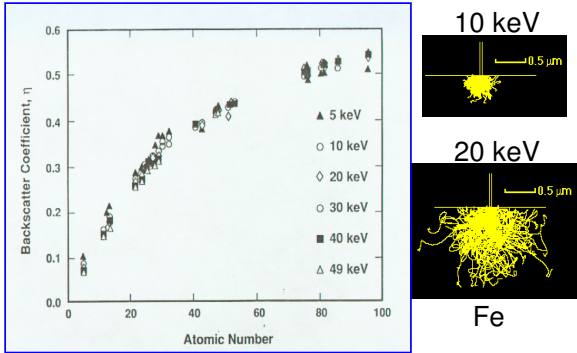 Backscatter Coefficient, η
0.6
0.5
0.4
0.3
0.2
0.1
0.0
0
20
40
60
80
100
Atomic Number
5 keV
10 keV
20 keV
30 keV
40 keV
49 keV
10 keV
0.5 µm
20 keV
0.5 µm
Fe